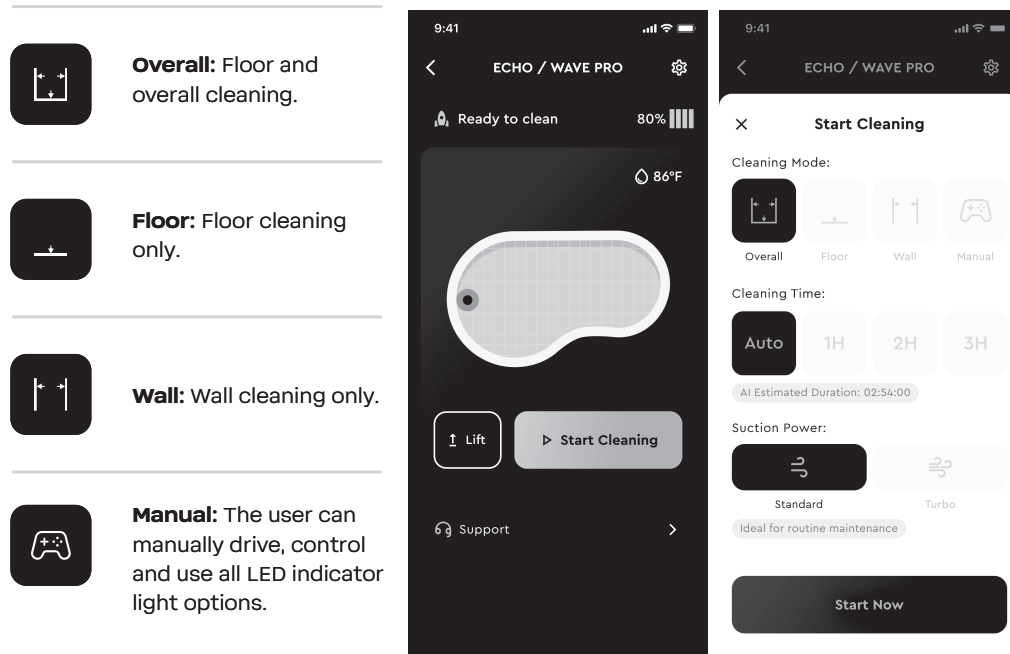 Overall: Floor and
overall cleaning.
Floor: Floor cleaning
only.
Wall: Wall cleaning only.
Manual: The user can
manually drive, control
and use all LED indicator
light options.
9:41
ECHO / WAVE PRO
Ready to clean
80%
86°F
Lift
Start Cleaning
Support
9:41
ECHO / WAVE PRO
Start Cleaning
Cleaning Mode:
Overall
Floor
Wall
Manual
Cleaning Time:
Auto
1H
2H
3H
AI Estimated Duration: 02:54:00
Suction Power:
Standard
Turbo
Ideal for routine maintenance
Start Now